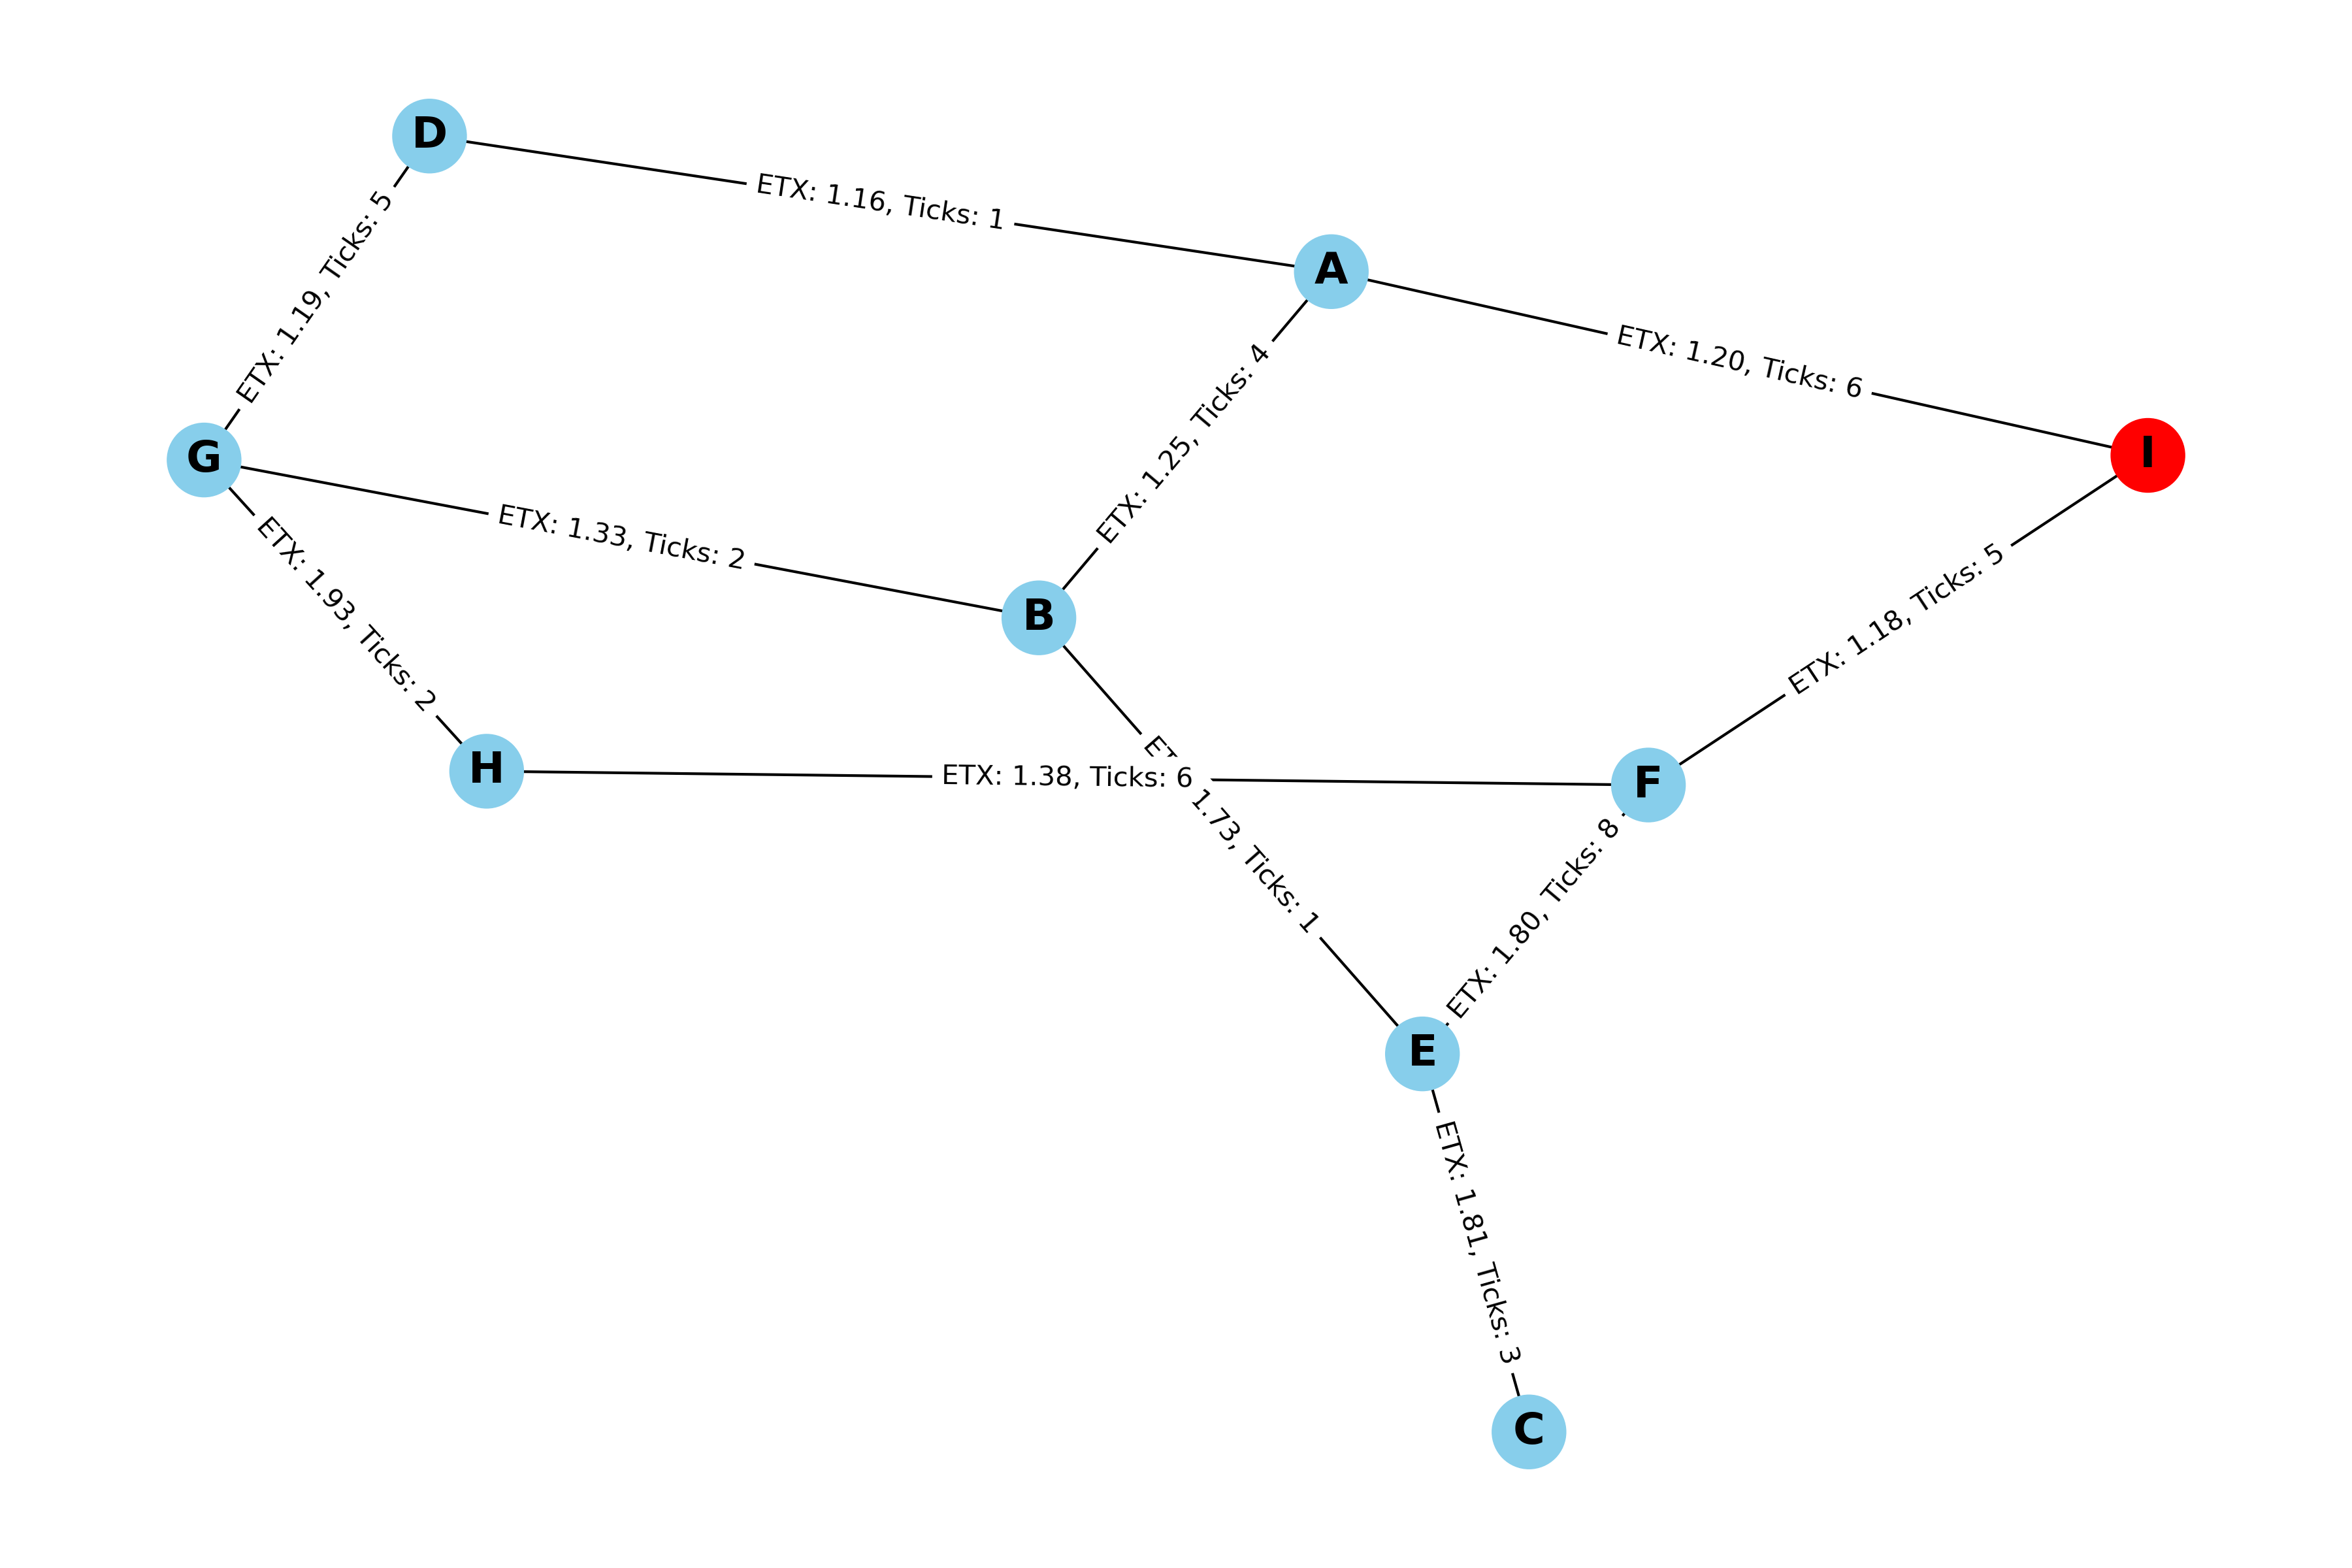 D
ETX: 1.16, Ticks: 1
A
ETX: 1.19, Ticks: 5
ETX: 1.25, Ticks: 4
ETX: 1.20, Ticks: 6
G
I
ETX: 1.33, Ticks: 2
ETX: 1.93, Ticks: 2
B
ETX: 1.18, Ticks: 5
H
ETX: 1.38, Ticks: 6
F
1.73, Ticks: 1
ETX: 1.80, Ticks: 8
E
ETX: 1.81, Ticks: 3
C